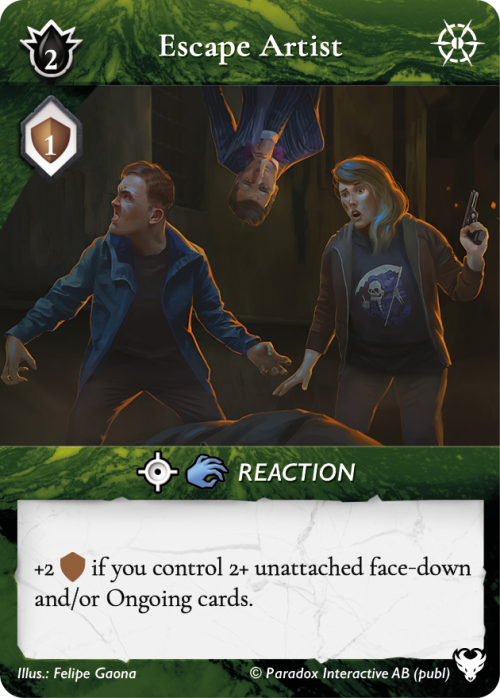 2
Escape Artist
1
REACTION
+2 if you control 2+ unattached face-down
and/or Ongoing cards.
Illus.: Felipe Gaona
© Paradox Interactive AB (publ)